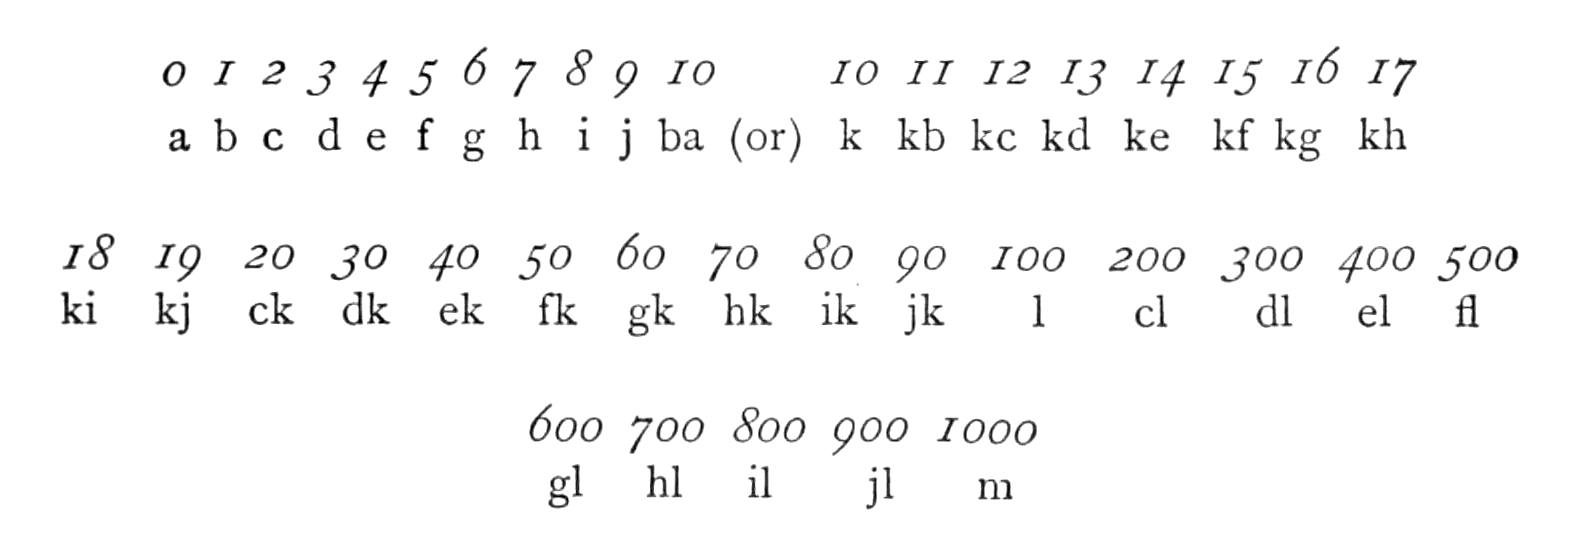 0 1 2 3 4 5 6 7 8 9 10 10 11 12 13 14 15 16 17
a b c d e f g h i j ba (or) k kb kc kd ke kf kg kh
18 19 20 30 40 50 60 70 80 90 100 200 300 400 500
ki kj ck dk ek fk gk hk ik jk l cl dl el fl
600 700 800 900 1000
gl hl il jl m